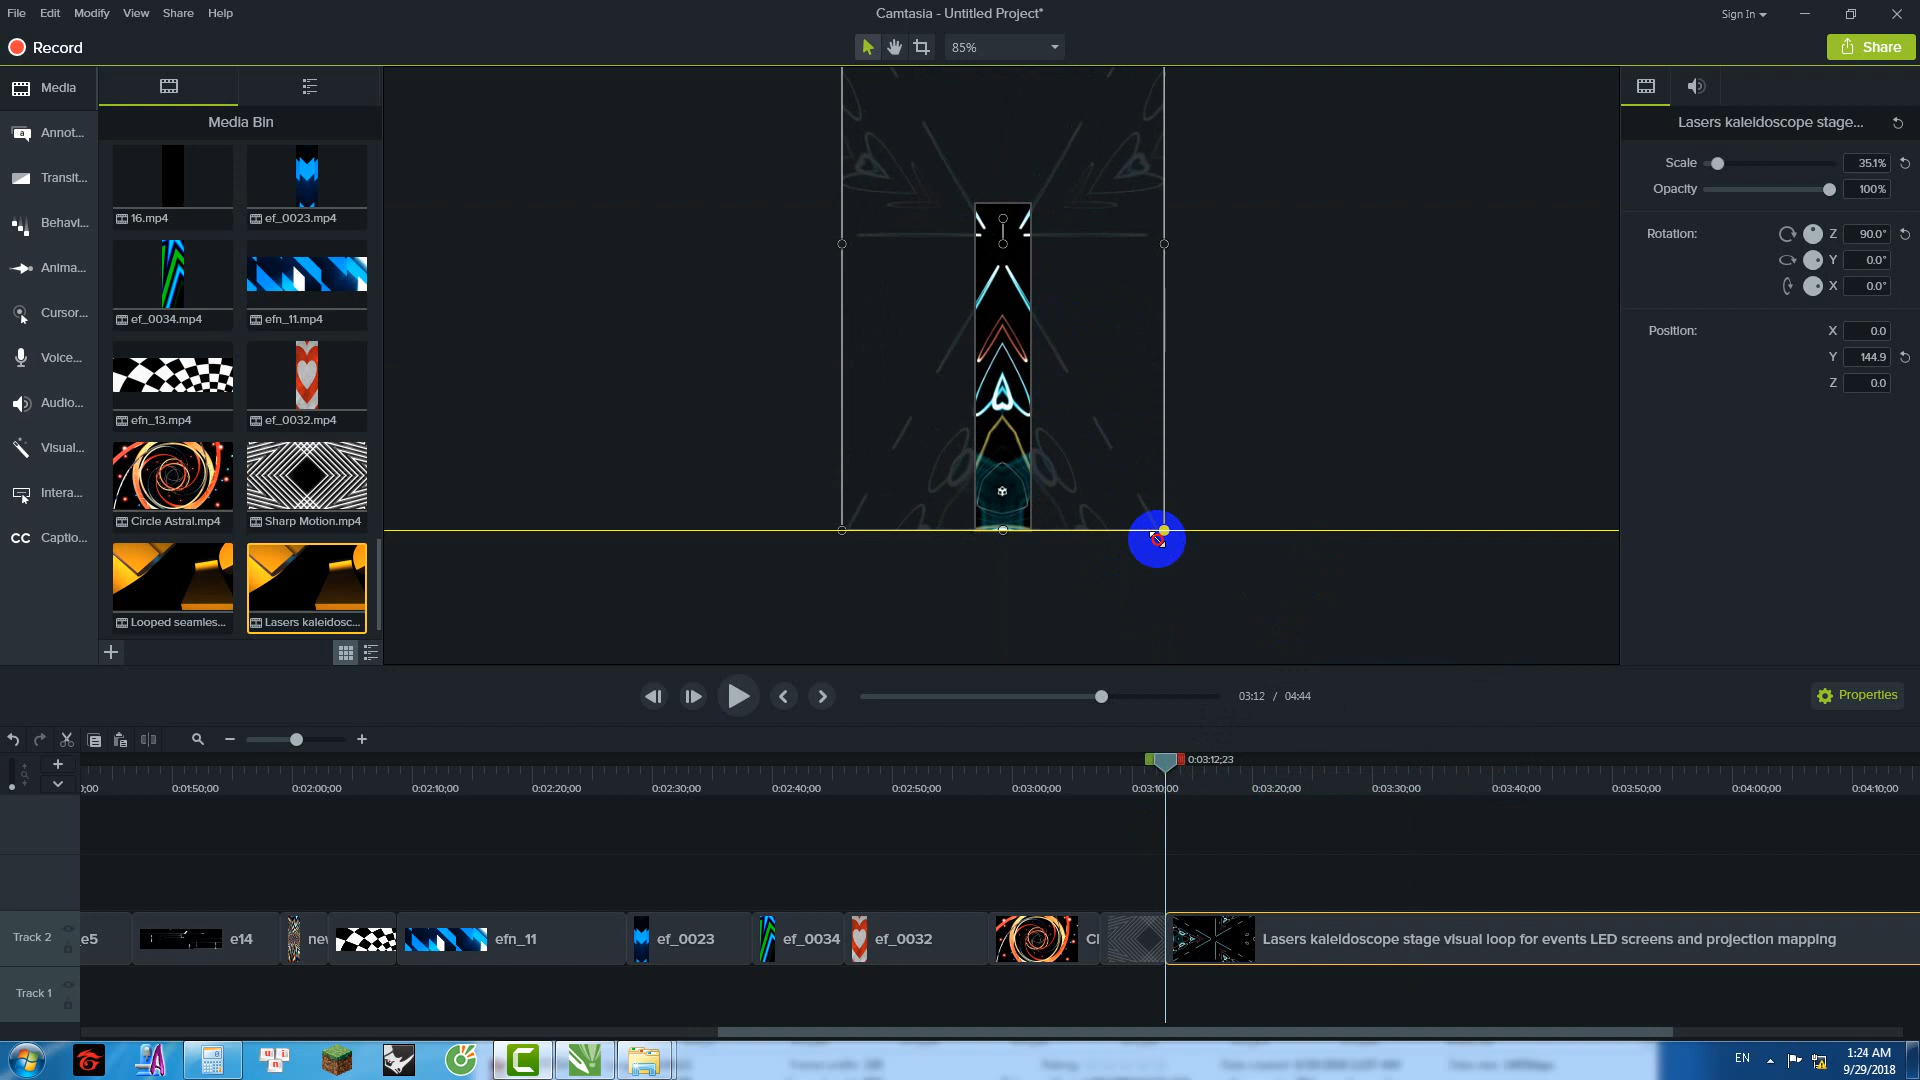 File Edit Modify View Share Help
Camtasia - Untitled Project*
Sign In
Record
85%
Share
Media
Annot...
Transit...
Behavi...
Anima...
Cursor...
Voice...
Audio...
Visual...
Intera...
CC Captio...
Media Bin
16.mp4
ef_0023.mp4
ef_0034.mp4
efn_11.mp4
efn_13.mp4
ef_0032.mp4
Circle Astral.mp4
Sharp Motion.mp4
Looped seamles...
Lasers kaleidosc...
Lasers kaleidoscope stage...
Scale 35.1%
Opacity 100%
Rotation: Z 90.0°
Y 0.0°
X 0.0°
Position: X 0.0
Y 144.9
Z 0.0
03:12 / 04:44
Properties
0:03:12;23
0:01:50;00 0:02:00;00 0:02:10;00 0:02:20;00 0:02:30;00 0:02:40;00 0:02:50;00 0:03:00;00 0:03:10;00 0:03:20;00 0:03:30;00 0:03:40;00 0:03:50;00 0:04:00;00 0:04:10;00
Track 2
e5
e14
nev
efn_11
ef_0023
ef_0034
ef_0032
Lasers kaleidoscope stage visual loop for events LED screens and projection mapping
Track 1
EN
1:24 AM
9/29/2018